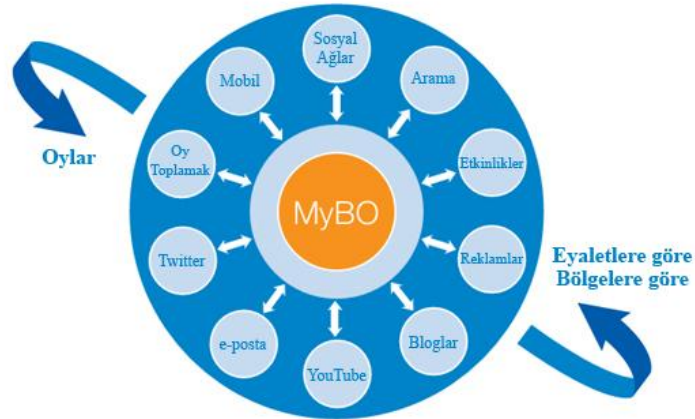 Sosyal
Ağlar
Mobil
Arama
Oylar
Oy
Toplamak
Etkinlikler
MyBO
Twitter
Reklamlar
Eyaletlere göre
Bölgelere göre
e-posta
Bloglar
YouTube